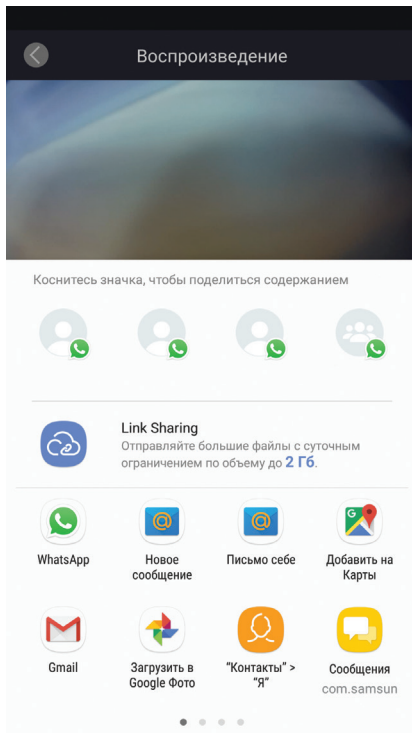 Воспроизведение
Коснитесь значка, чтобы поделиться содержанием
Link Sharing
Отправляйте большие файлы с суточным
ограничением по объему до 2 Гб.
WhatsApp
Новое
сообщение
Письмо себе
Добавить на
Карты
Gmail
Загрузить в
Google Фото
"Контакты" >
"Я"
Сообщения
com.samsun